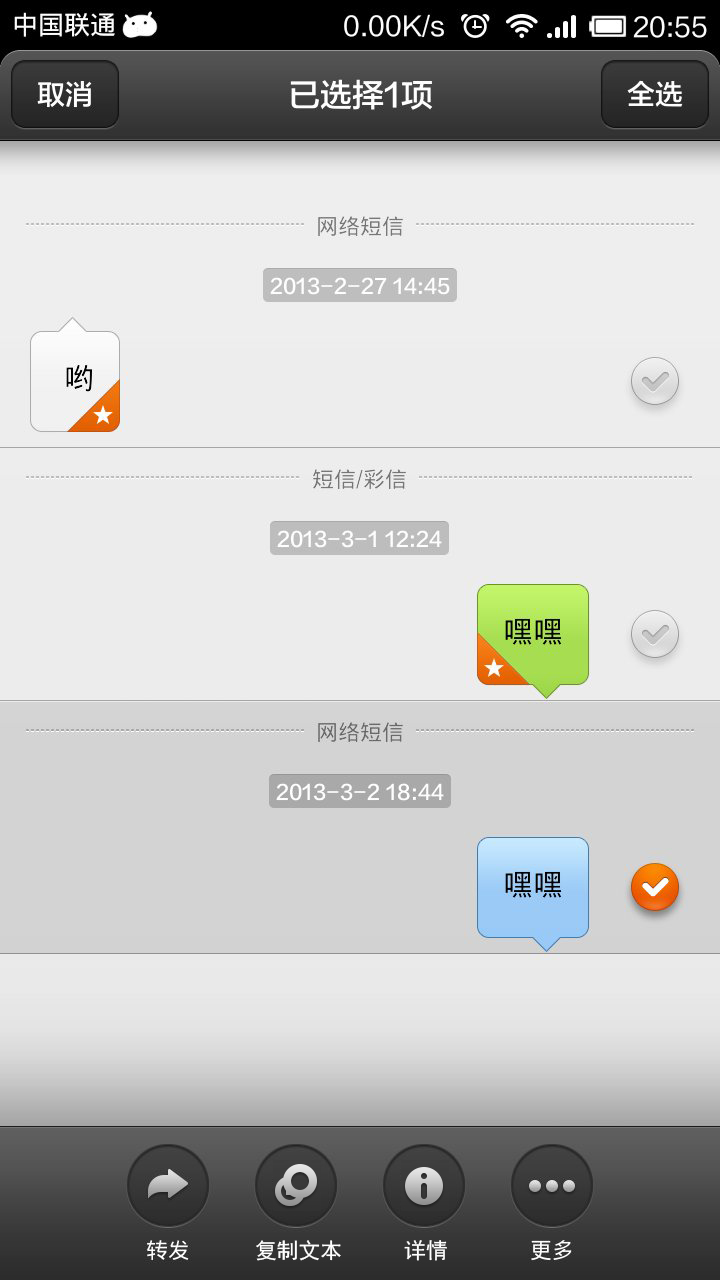 中国联通 0.00K/s 20:55
取消 已选择1项 全选
网络短信
2013-2-27 14:45
哟
短信/彩信
2013-3-1 12:24
嘿嘿
网络短信
2013-3-2 18:44
嘿嘿
转发 复制文本 详情 更多